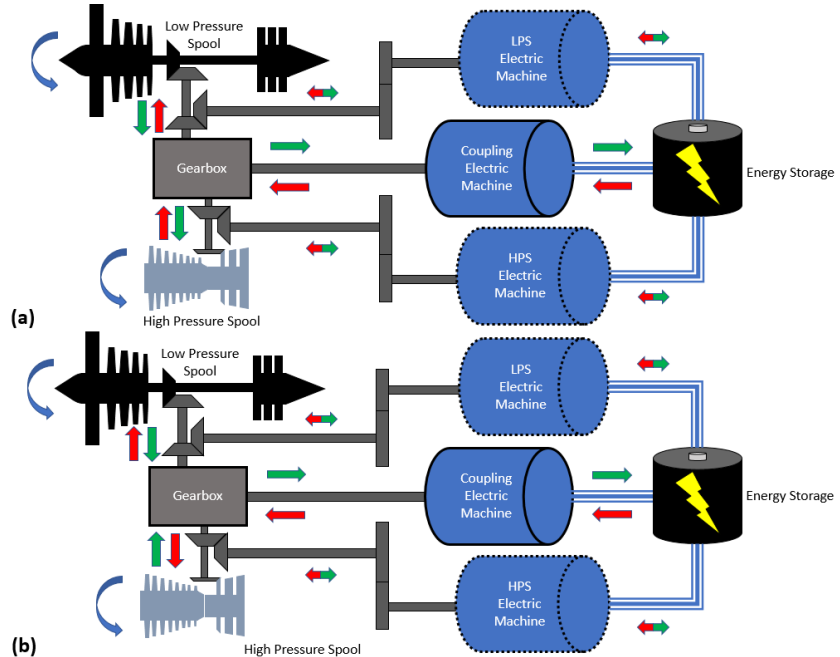 Low Pressure
Spool
LPS
Electric
Machine
Gearbox
Coupling
Electric
Machine
Energy Storage
HPS
Electric
Machine
(a)
High Pressure Spool
Low Pressure
Spool
LPS
Electric
Machine
Gearbox
Coupling
Electric
Machine
Energy Storage
HPS
Electric
Machine
(b)
High Pressure Spool